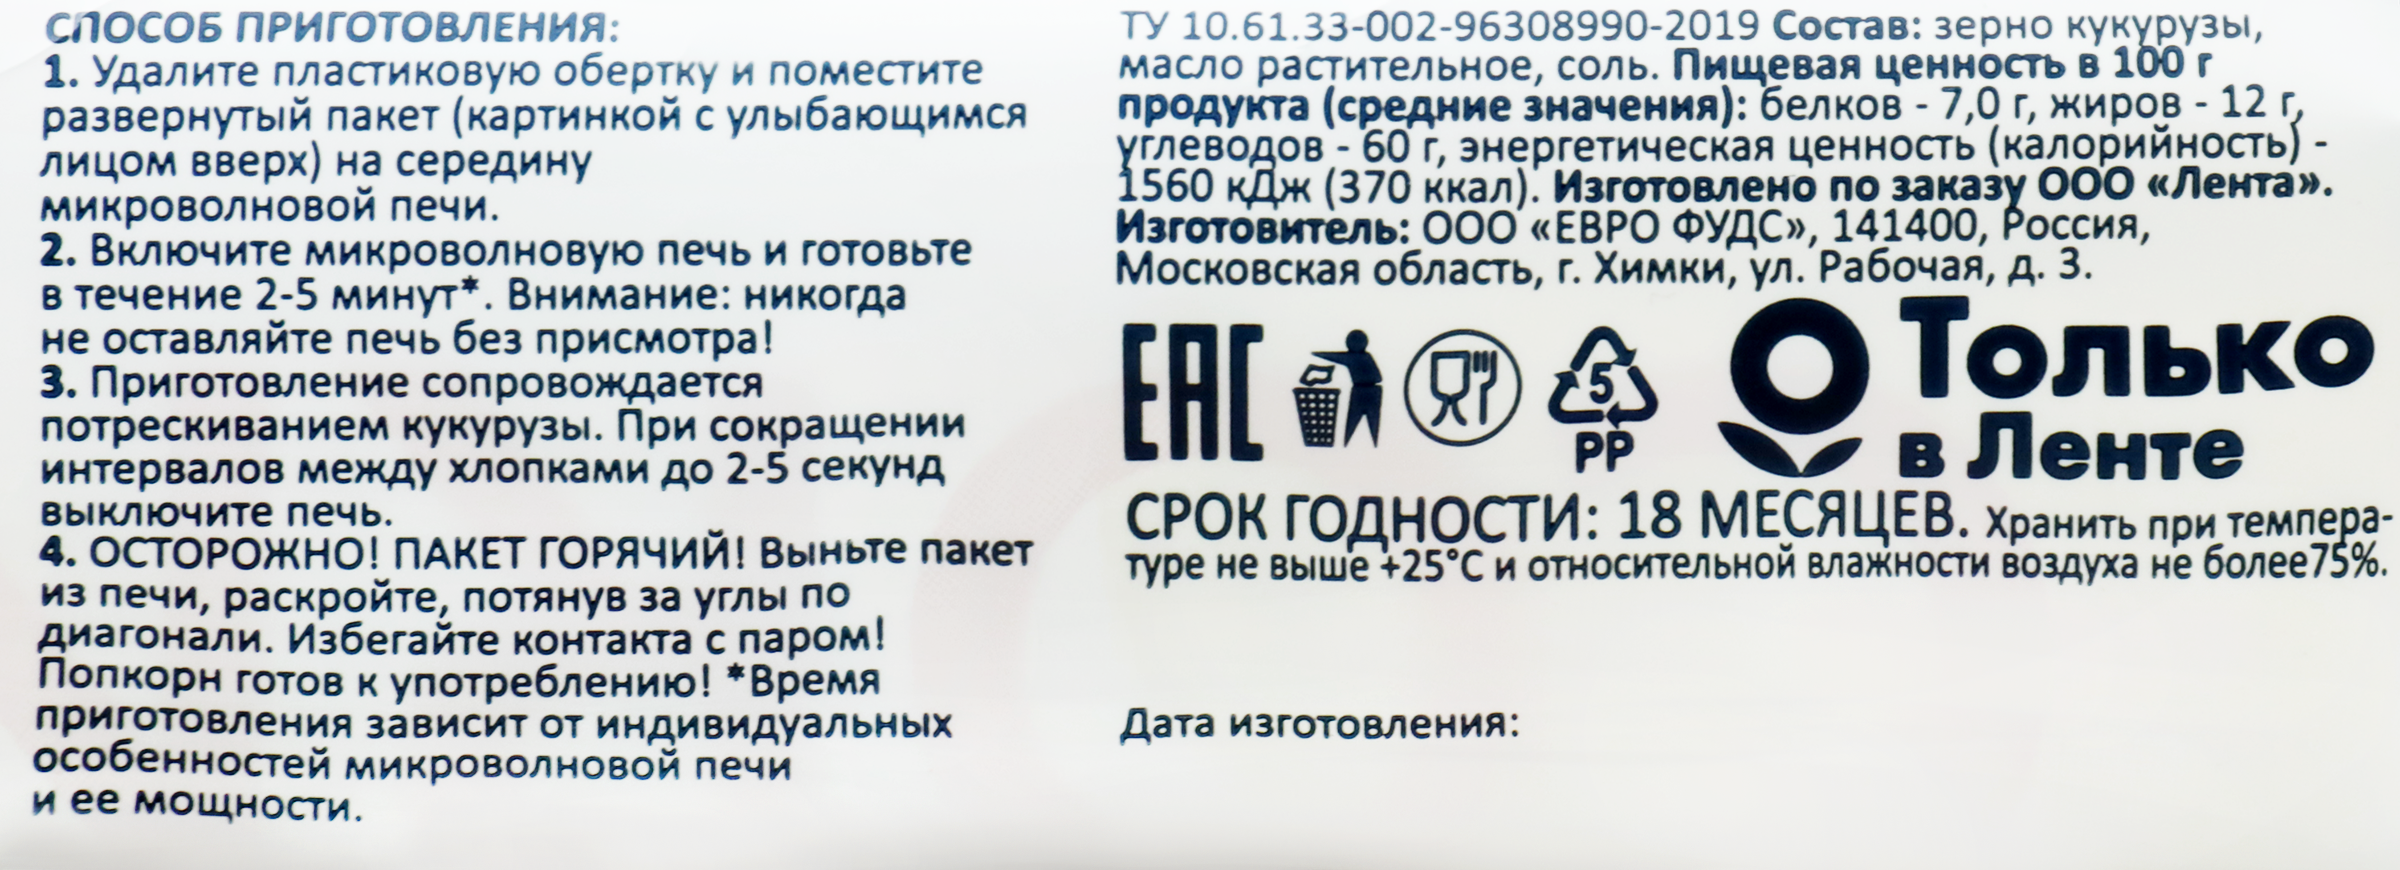 СПОСОБ ПРИГОТОВЛЕНИЯ:
1. Удалите пластиковую обертку и поместите
развернутый пакет (картинкой с улыбающимся
лицом вверх) на середину
микроволновой печи.
2. Включите микроволновую печь и готовьте
в течение 2-5 минут*. Внимание: никогда
не оставляйте печь без присмотра!
3. Приготовление сопровождается
потрескиванием кукурузы. При сокращении
интервалов между хлопками до 2-5 секунд
выключите печь.
4. ОСТОРОЖНО! ПАКЕТ ГОРЯЧИЙ! Выньте пакет
из печи, раскройте, потянув за углы по
диагонали. Избегайте контакта с паром!
Попкорн готов к употреблению! *Время
приготовления зависит от индивидуальных
особенностей микроволновой печи
и ее мощности.
ТУ 10.61.33-002-96308990-2019 Состав: зерно кукурузы,
масло растительное, соль. Пищевая ценность в 100 г
продукта (средние значения): белков - 7,0 г, жиров - 12 г,
углеводов - 60 г, энергетическая ценность (калорийность) -
1560 кДж (370 ккал). Изготовлено по заказу ООО «Лента».
Изготовитель: ООО «ЕВРО ФУДС», 141400, Россия,
Московская область, г. Химки, ул. Рабочая, д. 3.
EAC
5
PP
Только
в Ленте
СРОК ГОДНОСТИ: 18 МЕСЯЦЕВ. Хранить при темпера-
туре не выше +25°С и относительной влажности воздуха не более75%.
Дата изготовления: